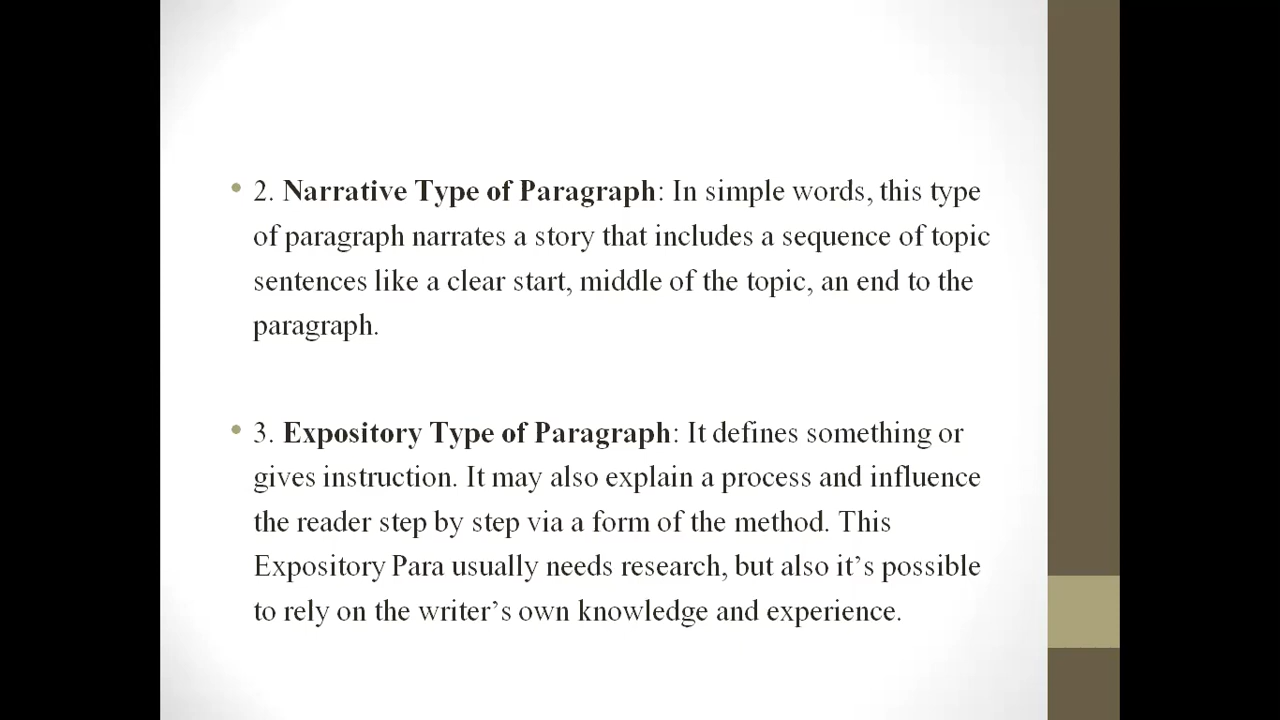 • 2. Narrative Type of Paragraph: In simple words, this type
of paragraph narrates a story that includes a sequence of topic
sentences like a clear start, middle of the topic, an end to the
paragraph.
• 3. Expository Type of Paragraph: It defines something or
gives instruction. It may also explain a process and influence
the reader step by step via a form of the method. This
Expository Para usually needs research, but also it’s possible
to rely on the writer’s own knowledge and experience.